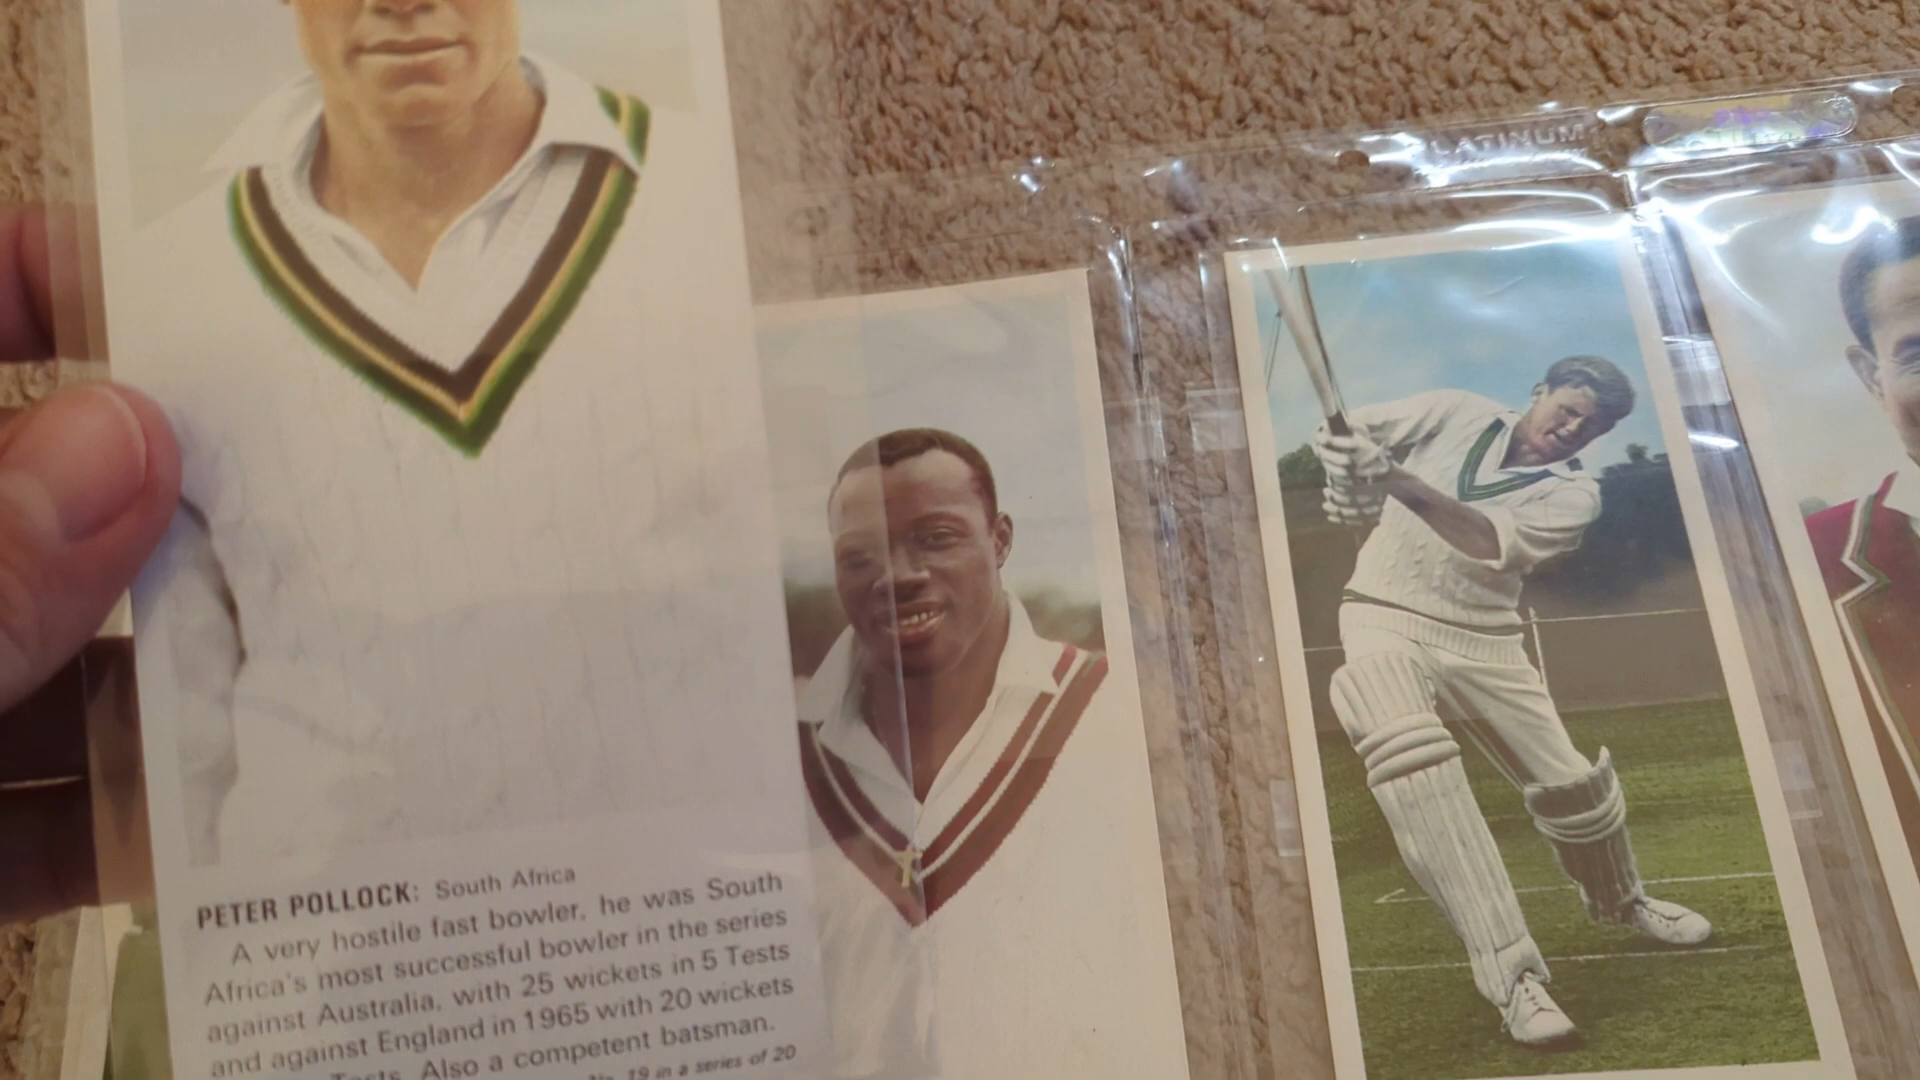 PLATINUM
PETER POLLOCK: South Africa
A very hostile fast bowler, he was South
Africa's most successful bowler in the series
against Australia, with 25 wickets in 5 Tests
and against England in 1965 with 20 wickets
Tests. Also a competent batsman.
No. 19 in a series of 20